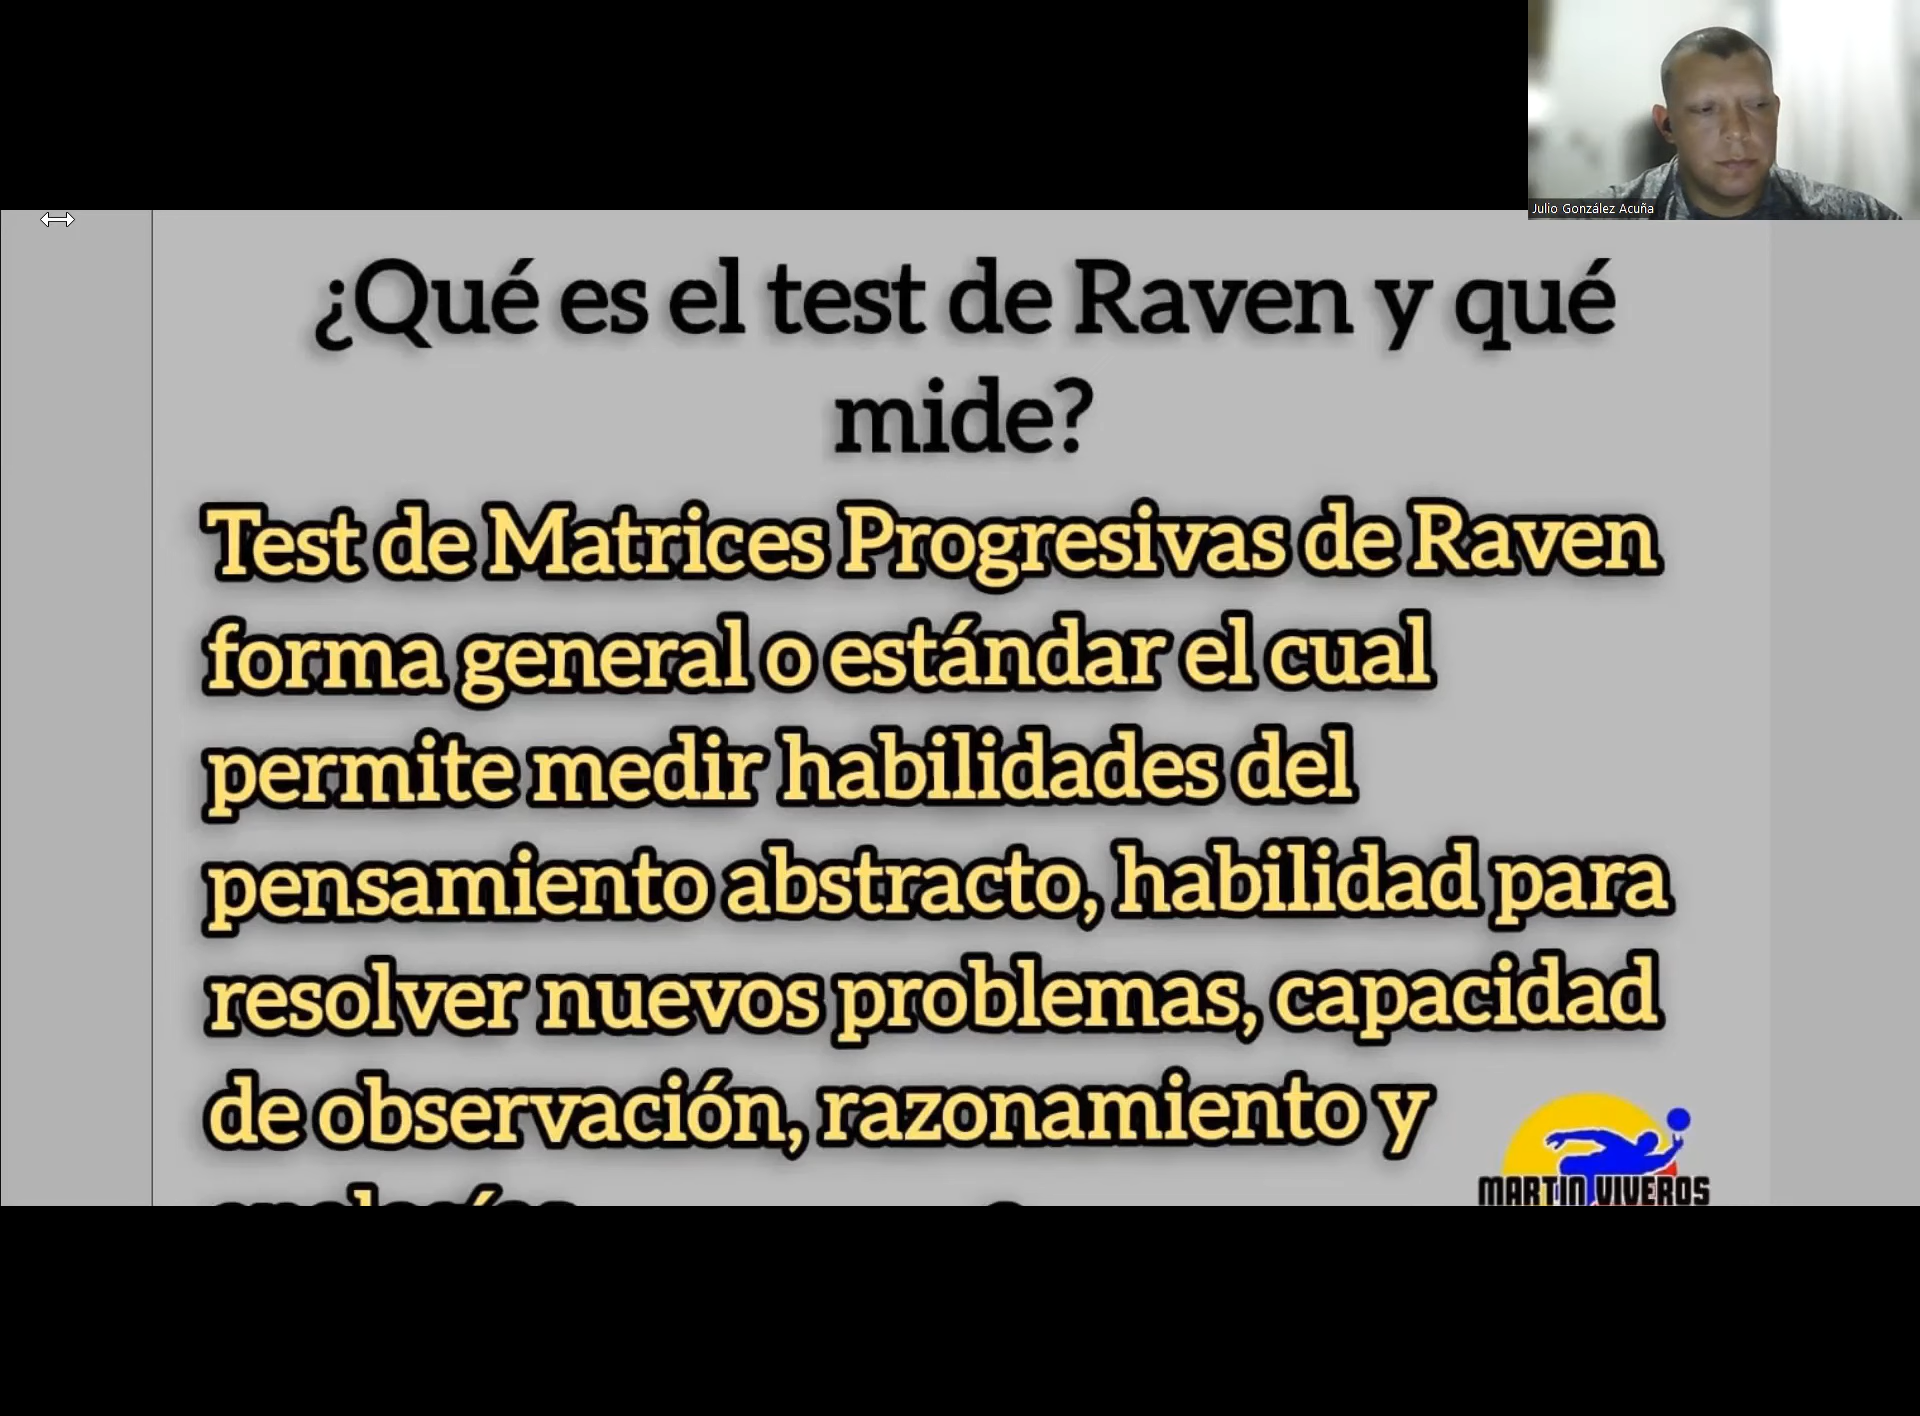 Julio González Acuña
¿Qué es el test de Raven y qué
mide?
Test de Matrices Progresivas de Raven
forma general o estándar el cual
permite medir habilidades del
pensamiento abstracto, habilidad para
resolver nuevos problemas, capacidad
de observación, razonamiento y
MARTIN VIVEROS